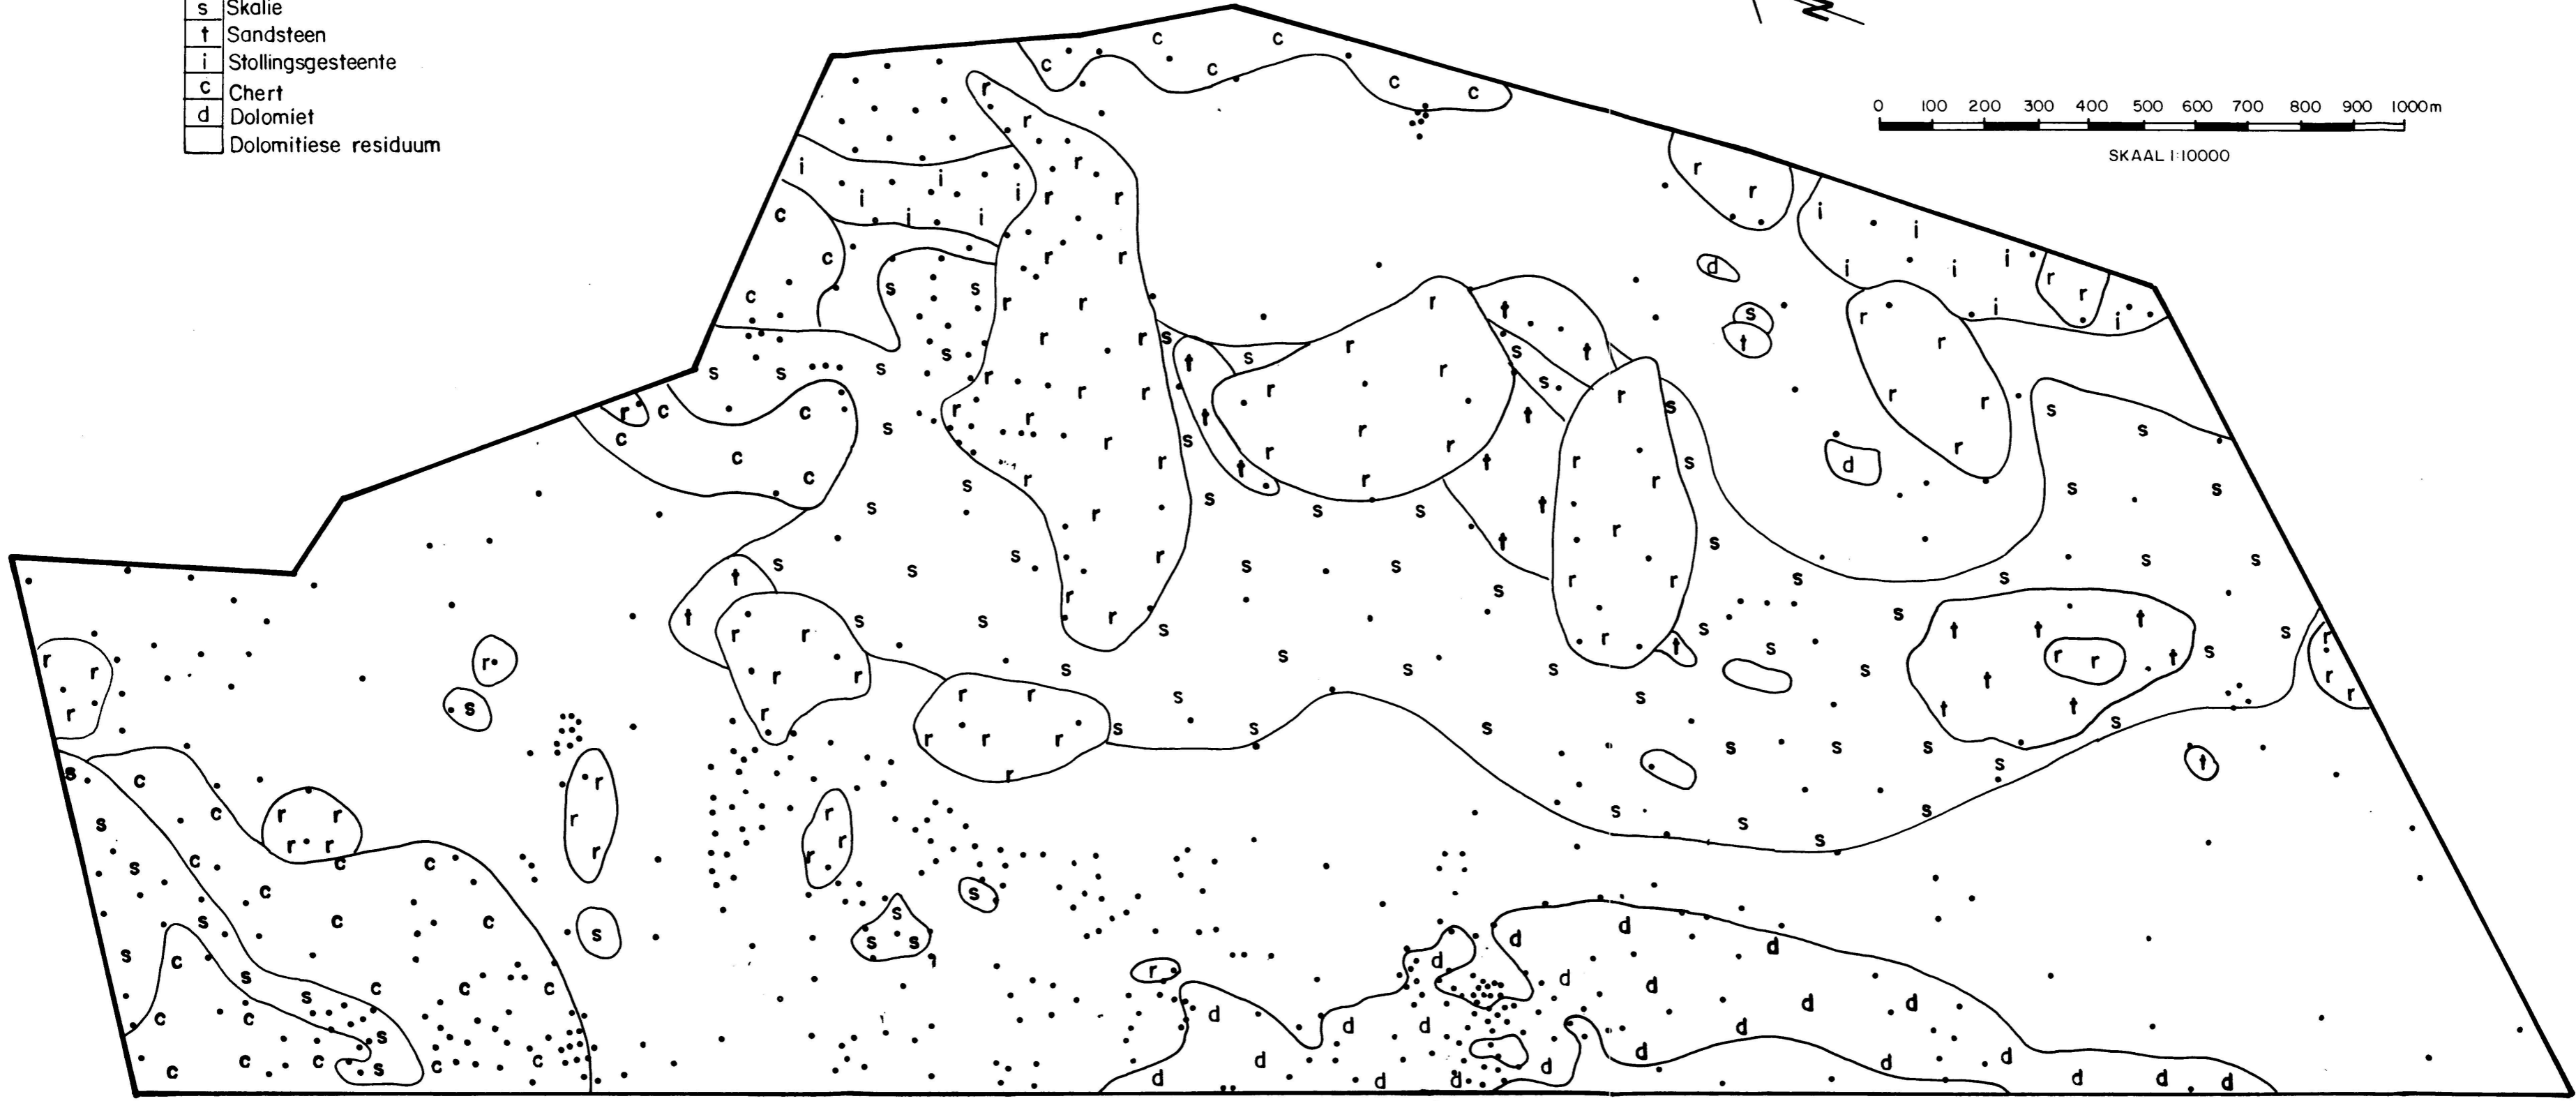 s Skalie
t Sandsteen
i Stollingsgesteente
c Chert
d Dolomiet
Dolomitiese residuum
N
0 100 200 300 400 500 600 700 800 900 1000m
SKAAL 1:10000